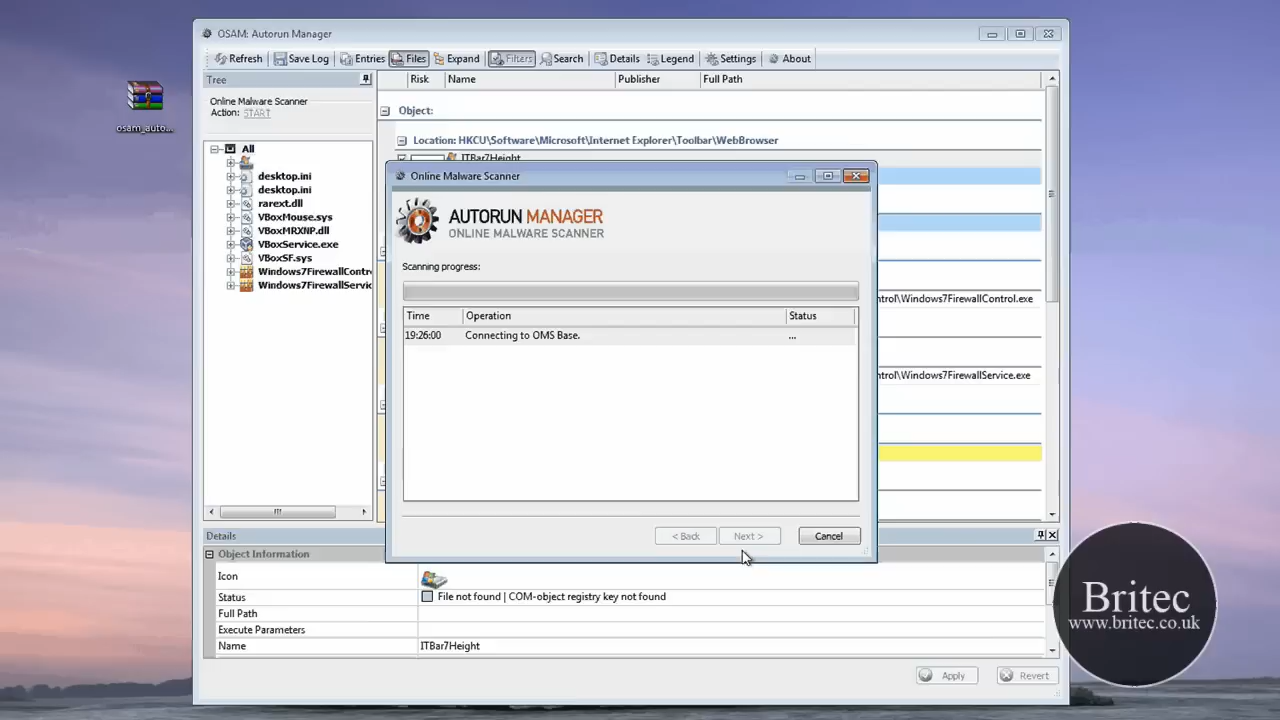 OSAM: Autorun Manager
Refresh Save Log Entries Files Expand Filters Search Details Legend Settings About
Tree
Online Malware Scanner
Action: START
All
desktop.ini
desktop.ini
rarext.dll
VBoxMouse.sys
VBoxMRXNP.dll
VBoxService.exe
VBoxSF.sys
Windows7FirewallContr
Windows7FirewallServic
Risk Name Publisher Full Path
Object:
Location: HKCU\Software\Microsoft\Internet Explorer\Toolbar\WebBrowser
ITBar7Height
ntrol\Windows7FirewallControl.exe
ntrol\Windows7FirewallService.exe
osam_auto...
Online Malware Scanner
AUTORUN MANAGER
ONLINE MALWARE SCANNER
Scanning progress:
Time Operation Status
19:26:00 Connecting to OMS Base. ...
< Back Next > Cancel
Details
Object Information
Icon
Status File not found | COM-object registry key not found
Full Path
Execute Parameters
Name ITBar7Height
Apply Revert
Britec
www.britec.co.uk